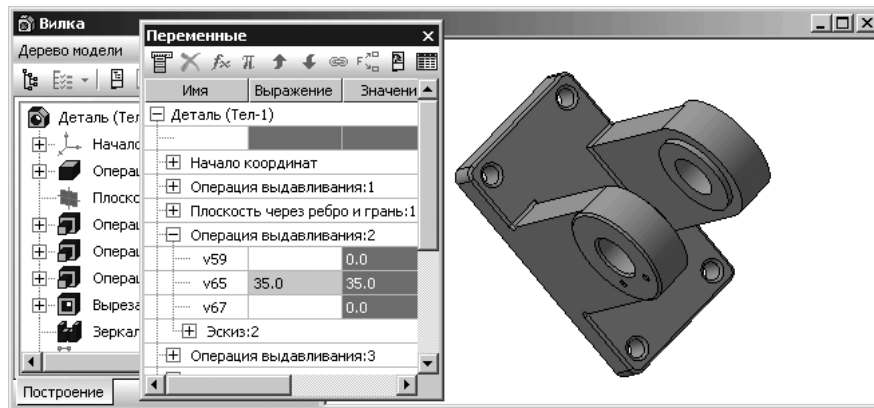 Вилка
Дерево модели
Деталь (Тел
Начало
Операц
Плоско
Операц
Операц
Операц
Выреза
Зеркал
Построение
Переменные
Имя Выражение Значени
Деталь (Тел-1)
Начало координат
Операция выдавливания:1
Плоскость через ребро и грань:1
Операция выдавливания:2
v59 0.0
v65 35.0 35.0
v67 0.0
Эскиз:2
Операция выдавливания:3